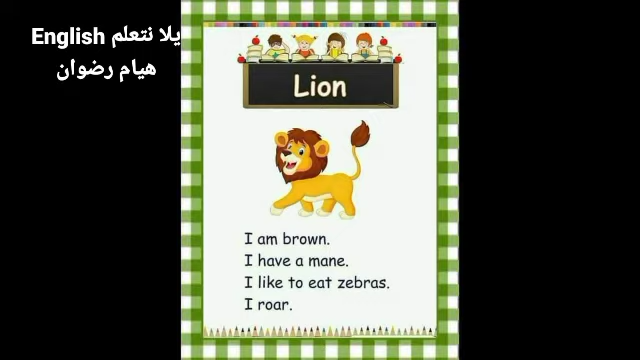 يلا نتعلم English
هيام رضوان
Lion
I am brown.
I have a mane.
I like to eat zebras.
I roar.